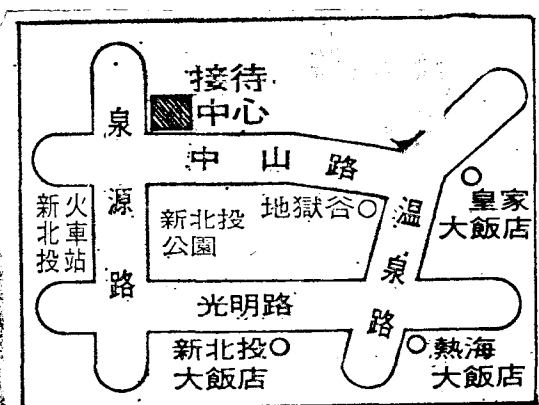 接待
中心
泉源路
中山路
新北投
火車站
新北投
公園
地獄谷
溫泉路
皇家
大飯店
光明路
新北投
大飯店
熱海
大飯店